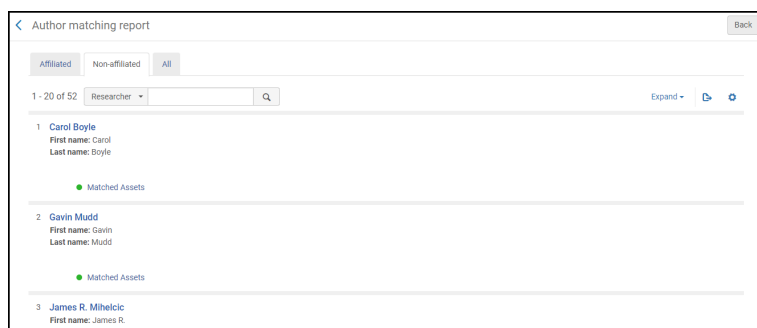 Author matching report
Back
Affiliated
Non-affiliated
All
1 - 20 of 52
Researcher
Expand
1 Carol Boyle
First name: Carol
Last name: Boyle
Matched Assets
2 Gavin Mudd
First name: Gavin
Last name: Mudd
Matched Assets
3 James R. Mihelcic
First name: James R.